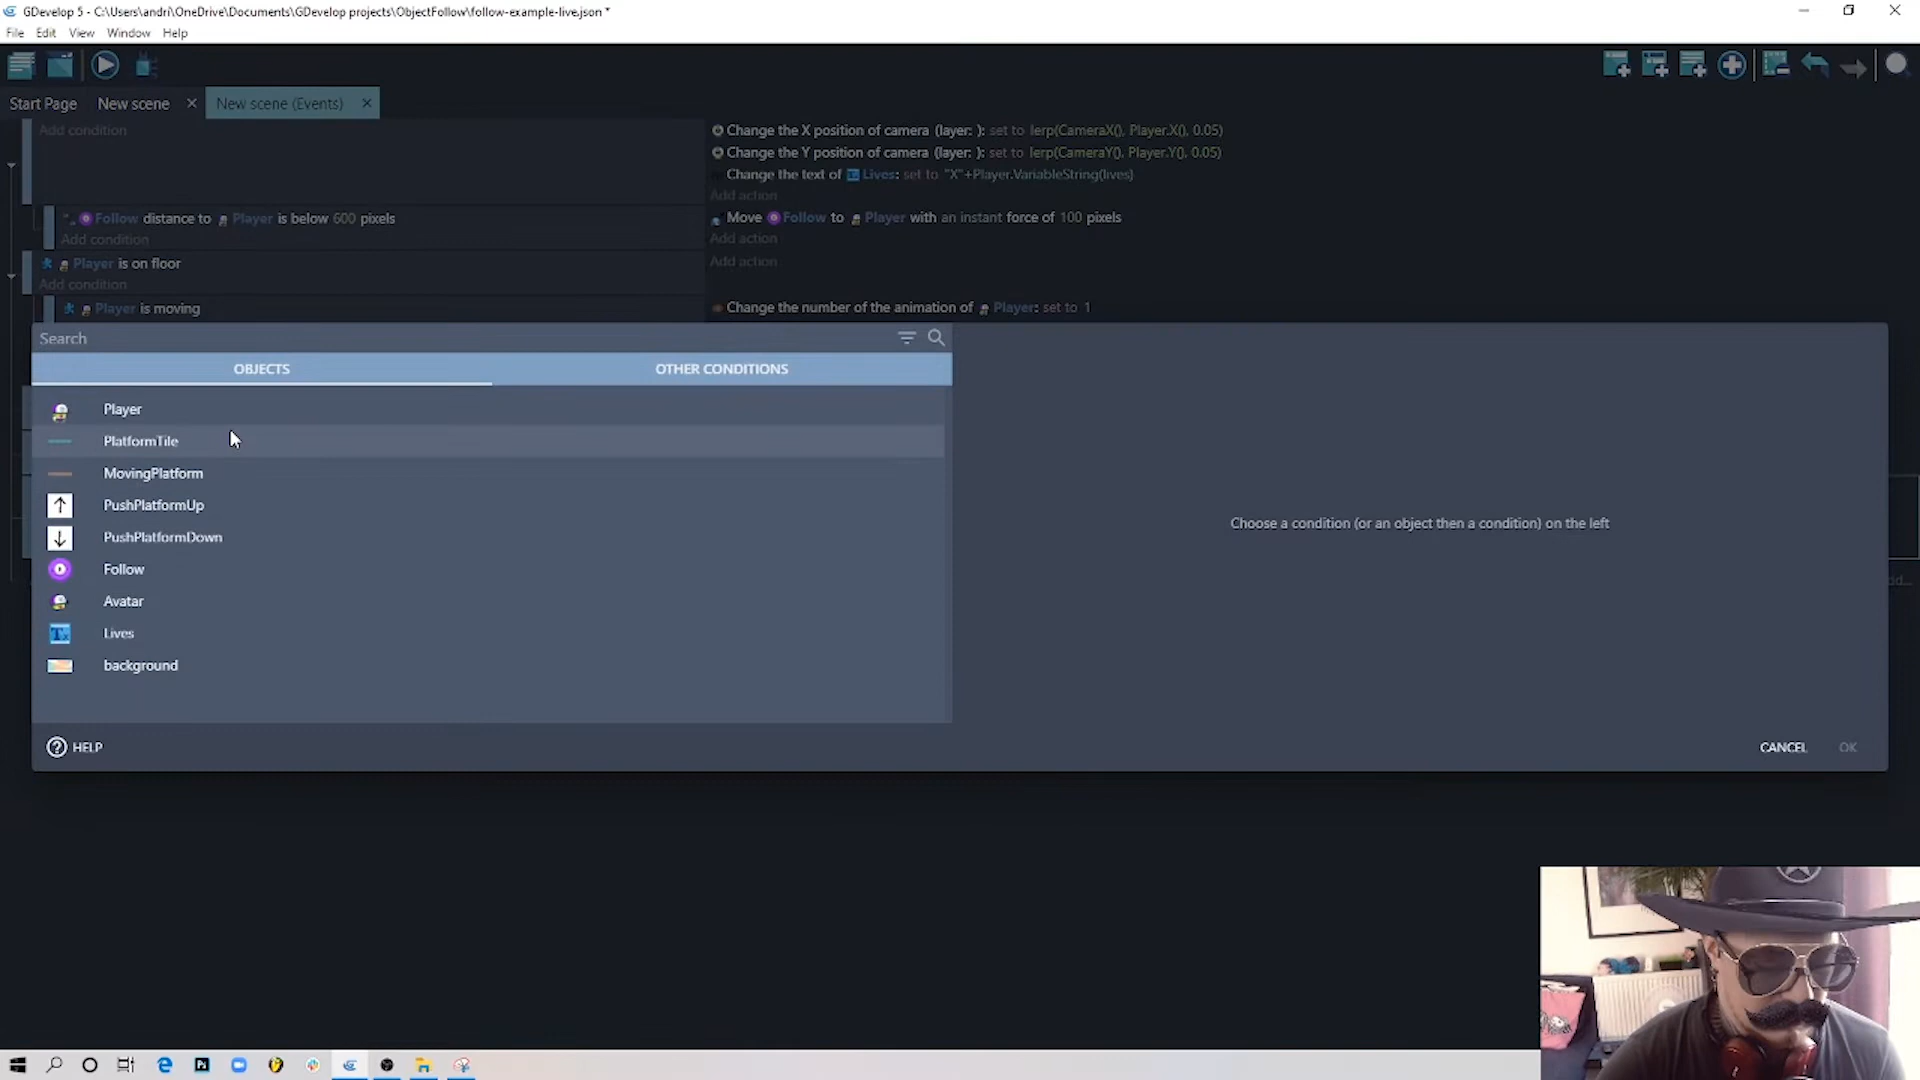 GDevelop 5 - C:\Users\andri\OneDrive\Documents\GDevelop projects\ObjectFollow\follow-example-live.json *
File Edit View Window Help
Start Page New scene × New scene (Events) ×
Add condition
Change the X position of camera (layer: ): set to lerp(CameraX(), Player.X(), 0.05)
Change the Y position of camera (layer: ): set to lerp(CameraY(), Player.Y(), 0.05)
Change the text of Lives: set to "X"+Player.VariableString(lives)
Add action
Follow distance to Player is below 600 pixels
Move Follow to Player with an instant force of 100 pixels
Add condition
Add action
Player is on floor
Add action
Add condition
Player is moving
Change the number of the animation of Player: set to 1
Search
OBJECTS
OTHER CONDITIONS
Player
PlatformTile
MovingPlatform
PushPlatformUp
PushPlatformDown
Follow
Avatar
Lives
background
Choose a condition (or an object then a condition) on the left
HELP
CANCEL
OK